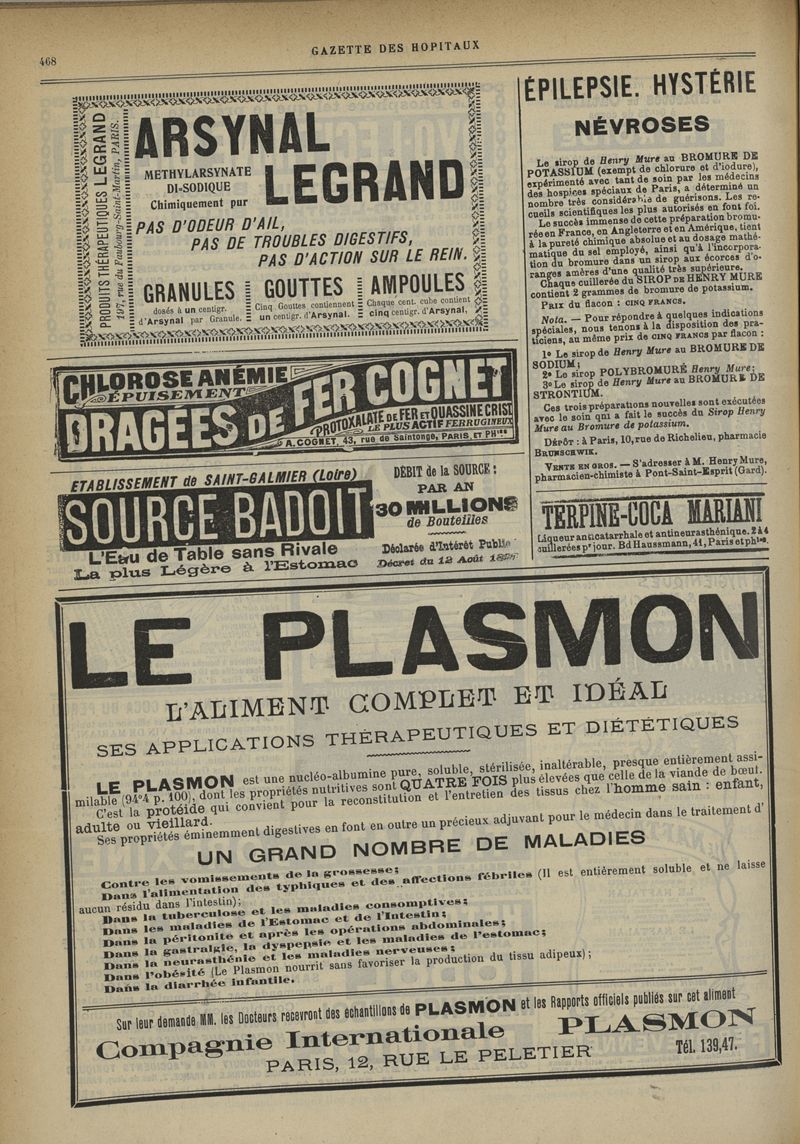 468
GAZETTE DES HOPITAUX
PRODUITS THÉRAPEUTIQUES LEGRAND
197, rue du Faubourg-Saint-Martin, PARIS.
ARSYNAL
METHYLARSYNATE
DI-SODIQUE
Chimiquement pur
LEGRAND
PAS D'ODEUR D'AIL,
PAS DE TROUBLES DIGESTIFS,
PAS D'ACTION SUR LE REIN.
GRANULES
dosés à un centigr.
d'Arsynal par Granule.
GOUTTES
Cinq Gouttes contiennent
un centigr. d'Arsynal.
AMPOULES
Chaque cent. cube contient
cinq centigr. d'Arsynal,
CHLOROSE ANÉMIE
ÉPUISEMENT
DRAGÉES DE FER COGNET
PROTOXALATE DE FER ET QUASSINE CRIST
LE PLUS ACTIF FERRUGINEUX
A. COGNET, 43, rue de Saintonge, PARIS, ET PHies
ETABLISSEMENT de SAINT-GALMIER (Loire)
SOURCE BADOIT
L'Eau de Table sans Rivale
La plus Légère à l'Estomac
DÉBIT de la SOURCE:
PAR AN
30 MILLIONS
de Bouteilles
Déclarée d'Intérêt Public
Décret du 12 Août
ÉPILEPSIE. HYSTÉRIE
NÉVROSES
Le sirop de Henry Mure au BROMURE DE
POTASSIUM (exempt de chlorure et d'iodure),
expérimenté avec tant de soin par les médecins
des hospices spéciaux de Paris, a déterminé un
nombre très considérable de guérisons. Les re-
cueils scientifiques les plus autorisés en font foi.
Le succès immense de cette préparation bromu-
rée en France, en Angleterre et en Amérique, tient
à la pureté chimique absolue et au dosage mathé-
matique du sel employé, ainsi qu'à l'incorpora-
tion du bromure dans un sirop aux écorces d'o-
ranges amères d'une qualité très supérieure.
Chaque cuillerée du SIROP DE HENRY MURE
contient 2 grammes de bromure de potassium.
PRIX du flacon : CINQ FRANCS.
Nota. — Pour répondre à quelques indications
spéciales, nous tenons à la disposition des pra-
ticiens, au même prix de CINQ FRANCS par flacon :
1o Le sirop de Henry Mure au BROMURE DE
SODIUM;
2o Le sirop POLYBROMURÉ Henry Mure;
3o Le sirop de Henry Mure au BROMURE DE
STRONTIUM.
Ces trois préparations nouvelles sont exécutées
avec le soin qui a fait le succès du Sirop Henry
Mure au Bromure de potassium.
DÉPÔT : à Paris, 10, rue de Richelieu, pharmacie
BRUNSCHWIK.
VENTE EN GROS. — S'adresser à M. Henry Mure,
pharmacien-chimiste à Pont-Saint-Esprit (Gard).
TERPINE-COCA MARIANI
Liqueur anticatarrhale et antineurasthénique. 2 à 4
cuillerées pr jour. Bd Haussmann, 41, Paris et phies.
LE PLASMON
L'ALIMENT COMPLET ET IDÉAL
SES APPLICATIONS THÉRAPEUTIQUES ET DIÉTÉTIQUES
LE PLASMON est une nucléo-albumine pure, soluble, stérilisée, inaltérable, presque entièrement assi-
milable (94°4 p. 100), dont les propriétés nutritives sont QUATRE FOIS plus élevées que celle de la viande de bœuf.
C'est la protéide qui convient pour la reconstitution et l'entretien des tissus chez l'homme sain : enfant,
adulte ou vieillard.
Ses propriétés éminemment digestives en font en outre un précieux adjuvant pour le médecin dans le traitement d'
UN GRAND NOMBRE DE MALADIES
Contre les vomissements de la grossesse;
Dans l'alimentation des typhiques et des affections fébriles (Il est entièrement soluble et ne laisse
aucun résidu dans l'intestin);
Dans la tuberculose et les maladies consomptives;
Dans les maladies de l'Estomac et de l'Intestin;
Dans la péritonite et après les opérations abdominales;
Dans la gastralgie, la dyspepsie et les maladies de l'estomac;
Dans la neurasthénie et les maladies nerveuses;
Dans l'obésité (Le Plasmon nourrit sans favoriser la production du tissu adipeux);
Dans la diarrhée infantile.
Sur leur demande MM. les Docteurs recevront des échantillons de PLASMON et les Rapports officiels publiés sur cet aliment
Compagnie Internationale PLASMON
PARIS, 12, RUE LE PELETIER Tél. 139,47.